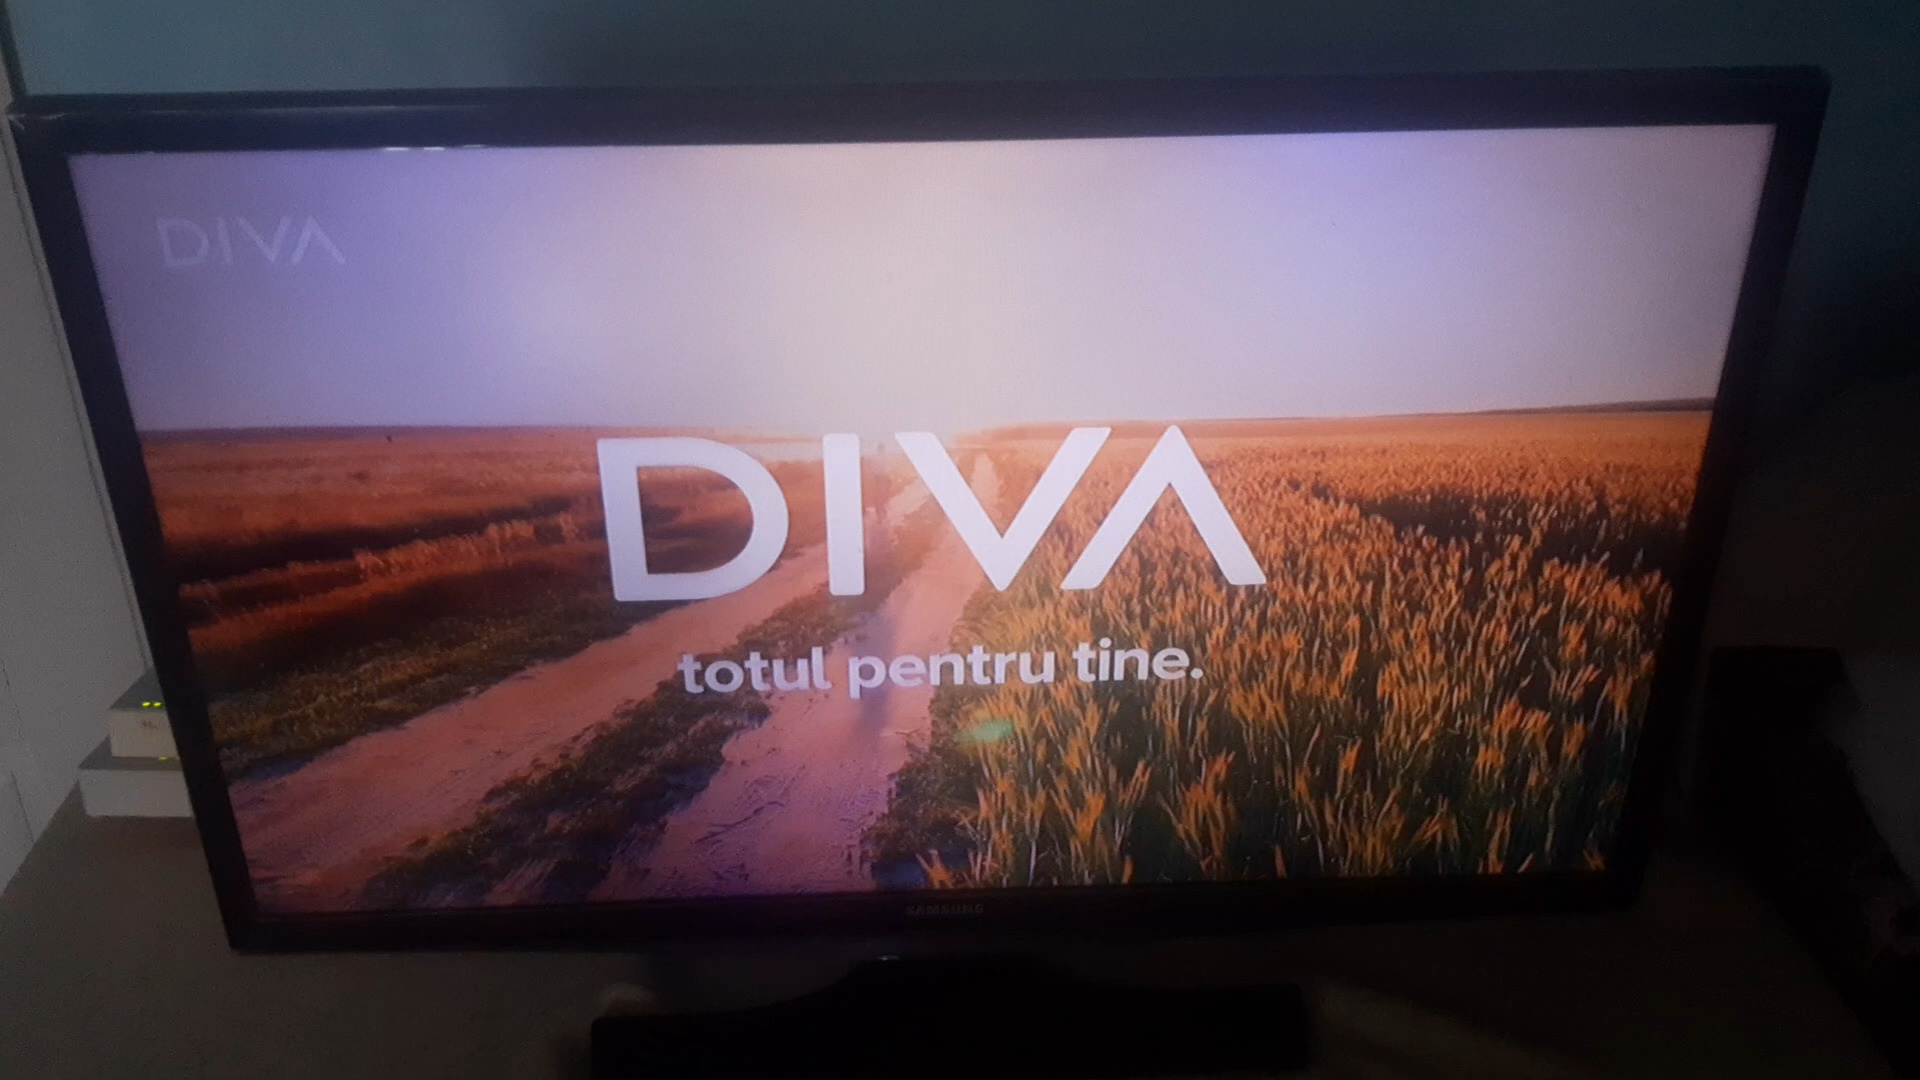 DIVA
DIVA
totul pentru tine.
SAMSUNG